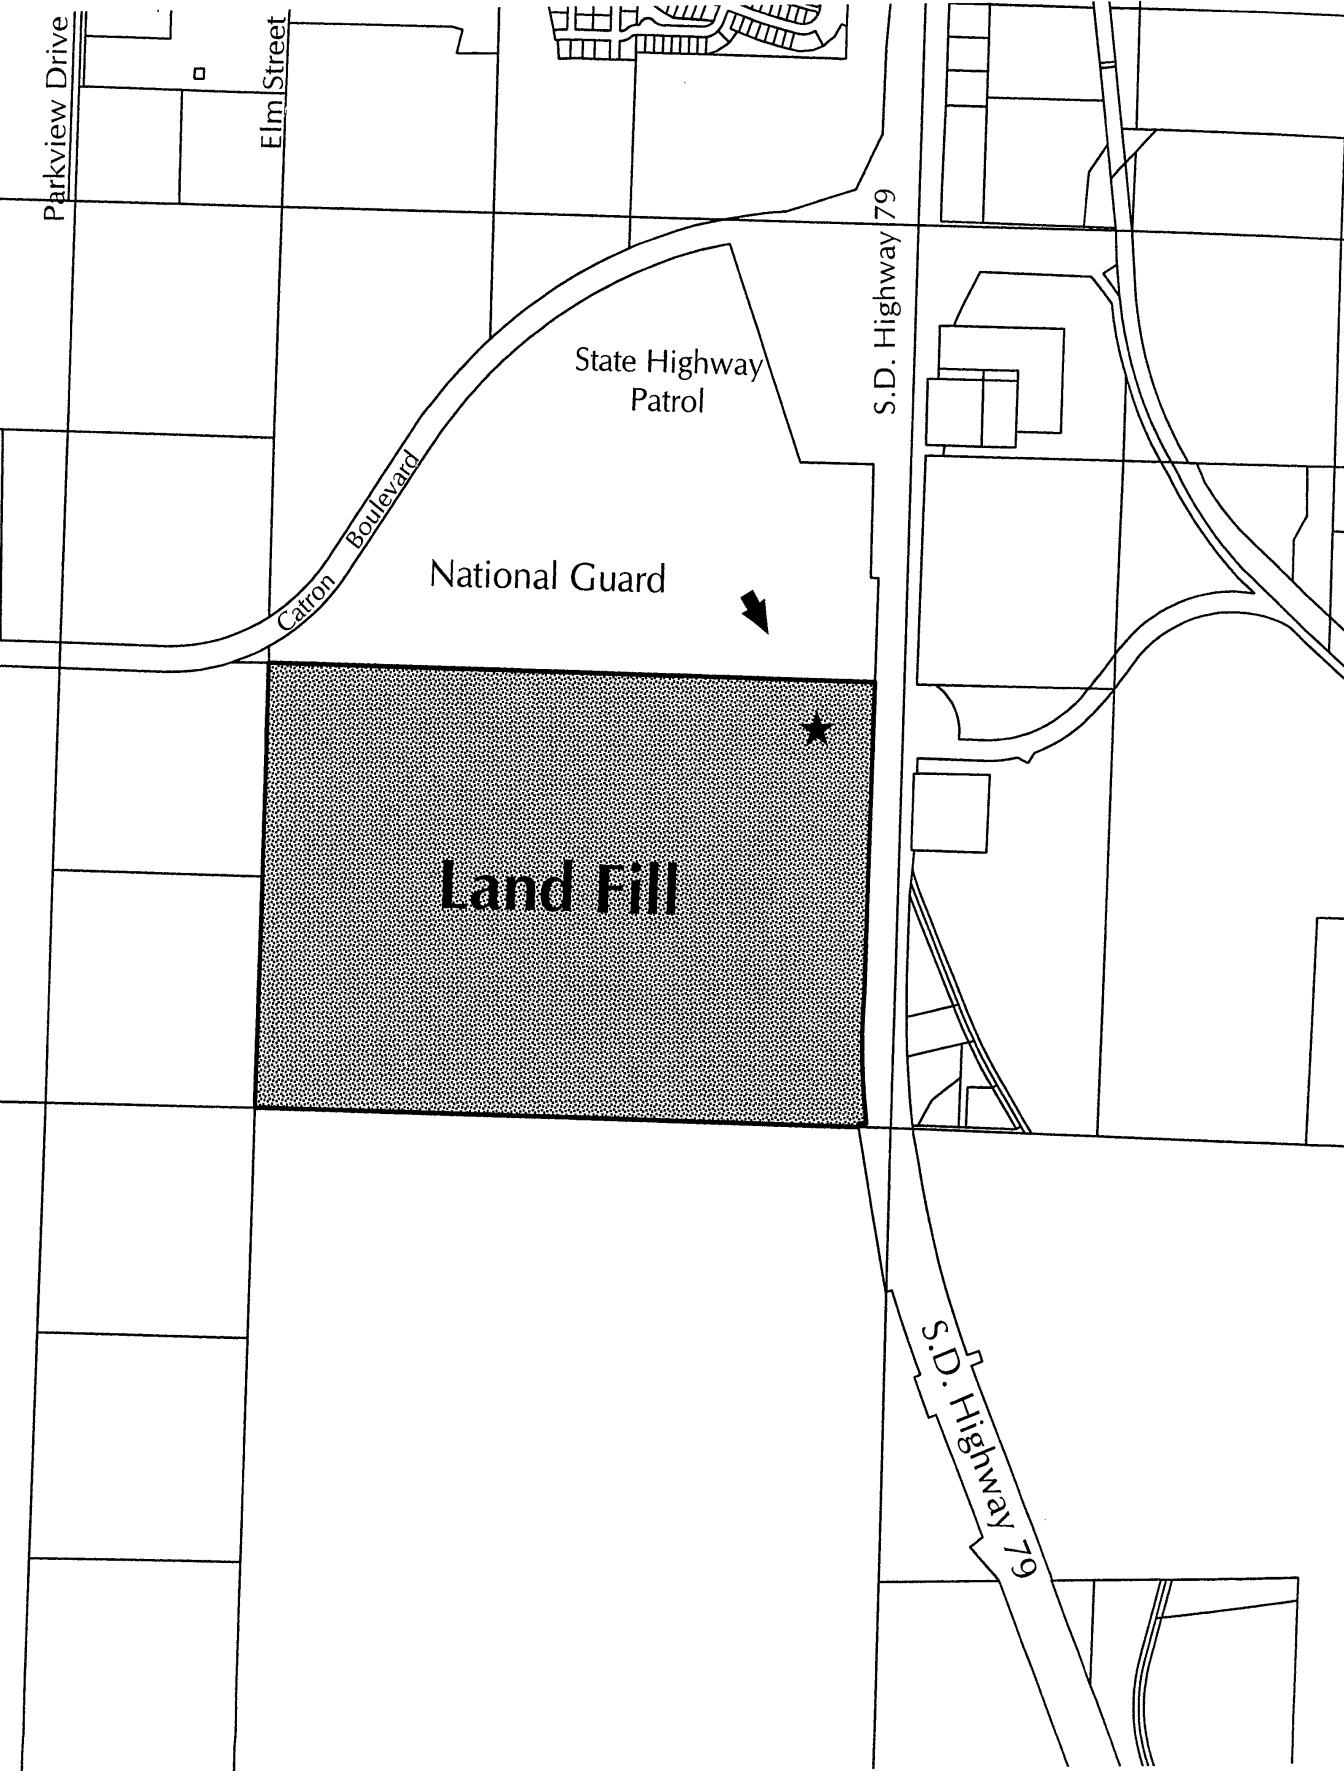 Parkview Drive
Elm Street
S.D. Highway 79
State Highway
Patrol
Catron Boulevard
National Guard
Land Fill
S.D. Highway 79